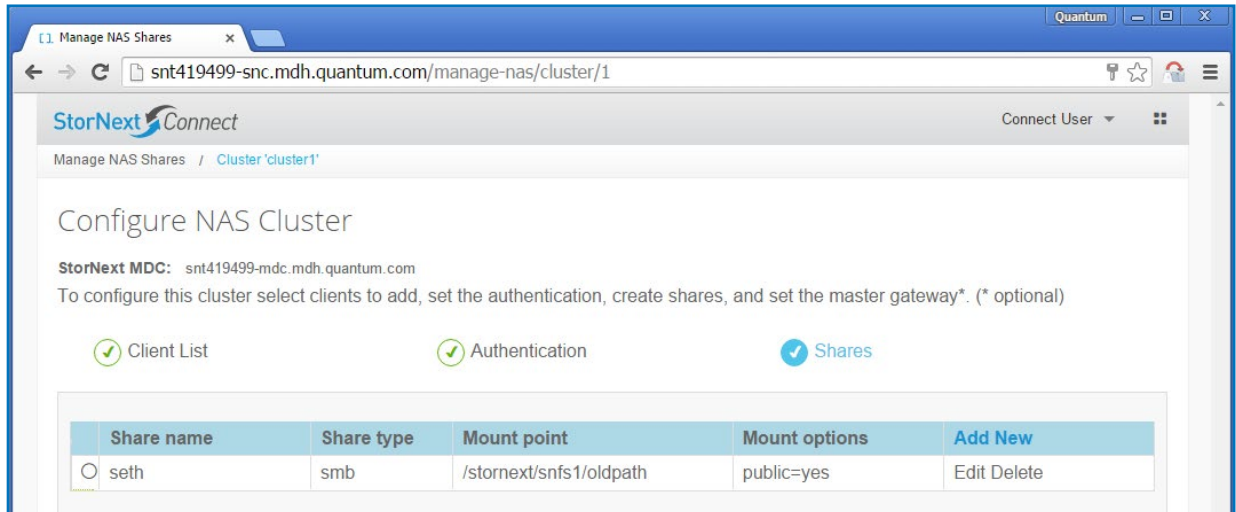 Quantum
Manage NAS Shares
snt419499-snc.mdh.quantum.com/manage-nas/cluster/1
StorNext Connect
Connect User
Manage NAS Shares / Cluster 'cluster1'
Configure NAS Cluster
StorNext MDC: snt419499-mdc.mdh.quantum.com
To configure this cluster select clients to add, set the authentication, create shares, and set the master gateway*. (* optional)
Client List Authentication Shares
Share name Share type Mount point Mount options Add New
seth smb /stornext/snfs1/oldpath public=yes Edit Delete